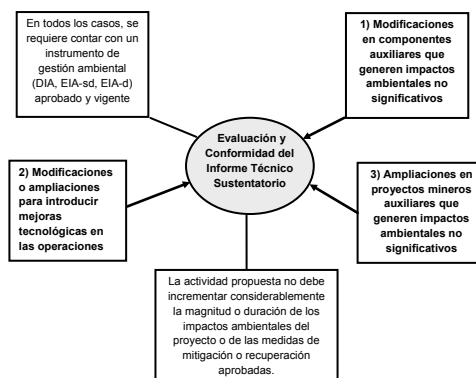 En todos los casos, se
requiere contar con un
instrumento de
gestión ambiental
(DIA, EIA-sd, EIA-d)
aprobado y vigente
1) Modificaciones
en componentes
auxiliares que
generen impactos
ambientales no
significativos
Evaluación y
Conformidad del
Informe Técnico
Sustentatorio
2) Modificaciones
o ampliaciones
para introducir
mejoras
tecnológicas en
las operaciones
3) Ampliaciones en
proyectos mineros
auxiliares que
generen impactos
ambientales no
significativos
La actividad propuesta no debe
incrementar considerablemente
la magnitud o duración de los
impactos ambientales del
proyecto o de las medidas de
mitigación o recuperación
aprobadas.